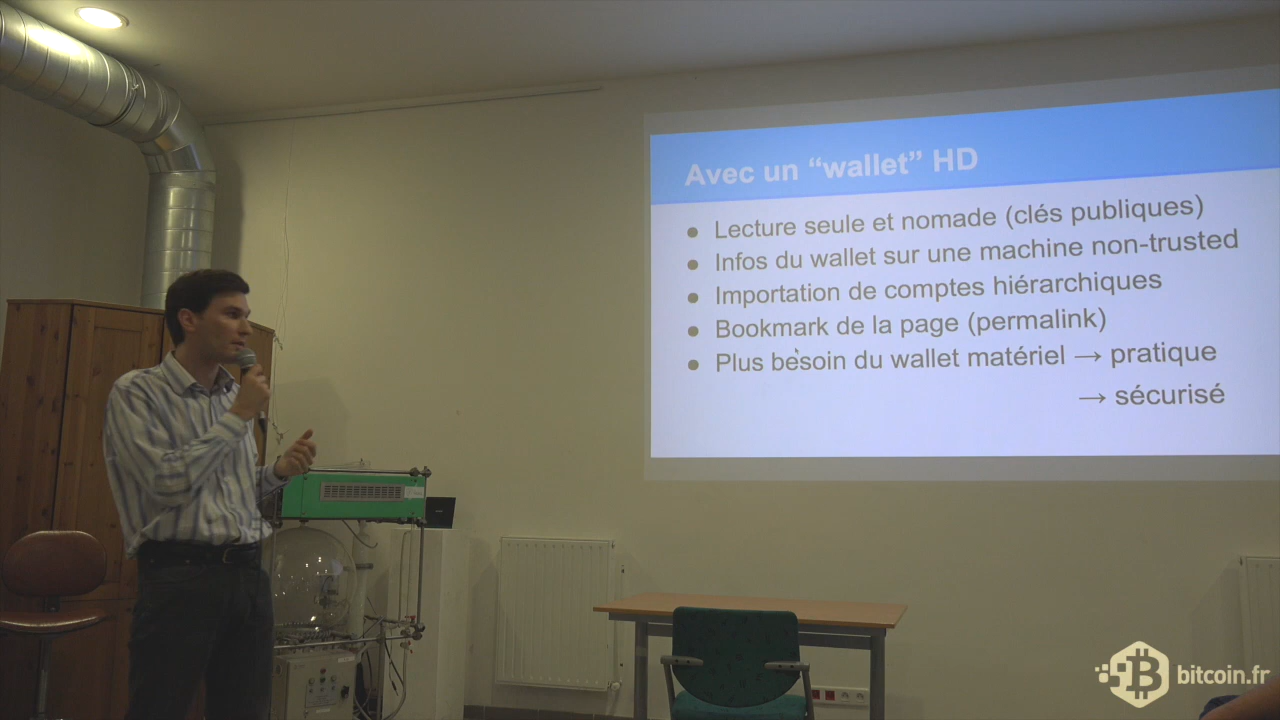 Avec un “wallet” HD
● Lecture seule et nomade (clés publiques)
● Infos du wallet sur une machine non-trusted
● Importation de comptes hiérarchiques
● Bookmark de la page (permalink)
● Plus besoin du wallet matériel → pratique
→ sécurisé
bitcoin.fr